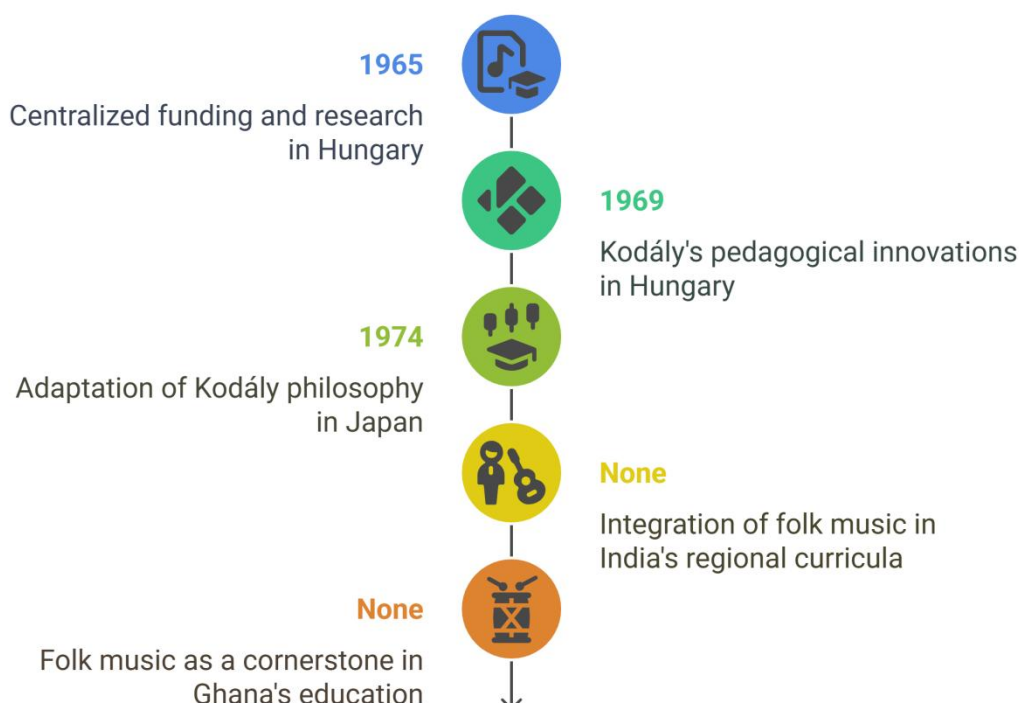 1965
Centralized funding and research
in Hungary
1969
Kodály's pedagogical innovations
in Hungary
1974
Adaptation of Kodály philosophy
in Japan
None
Integration of folk music in
India's regional curricula
None
Folk music as a cornerstone in
Ghana's education